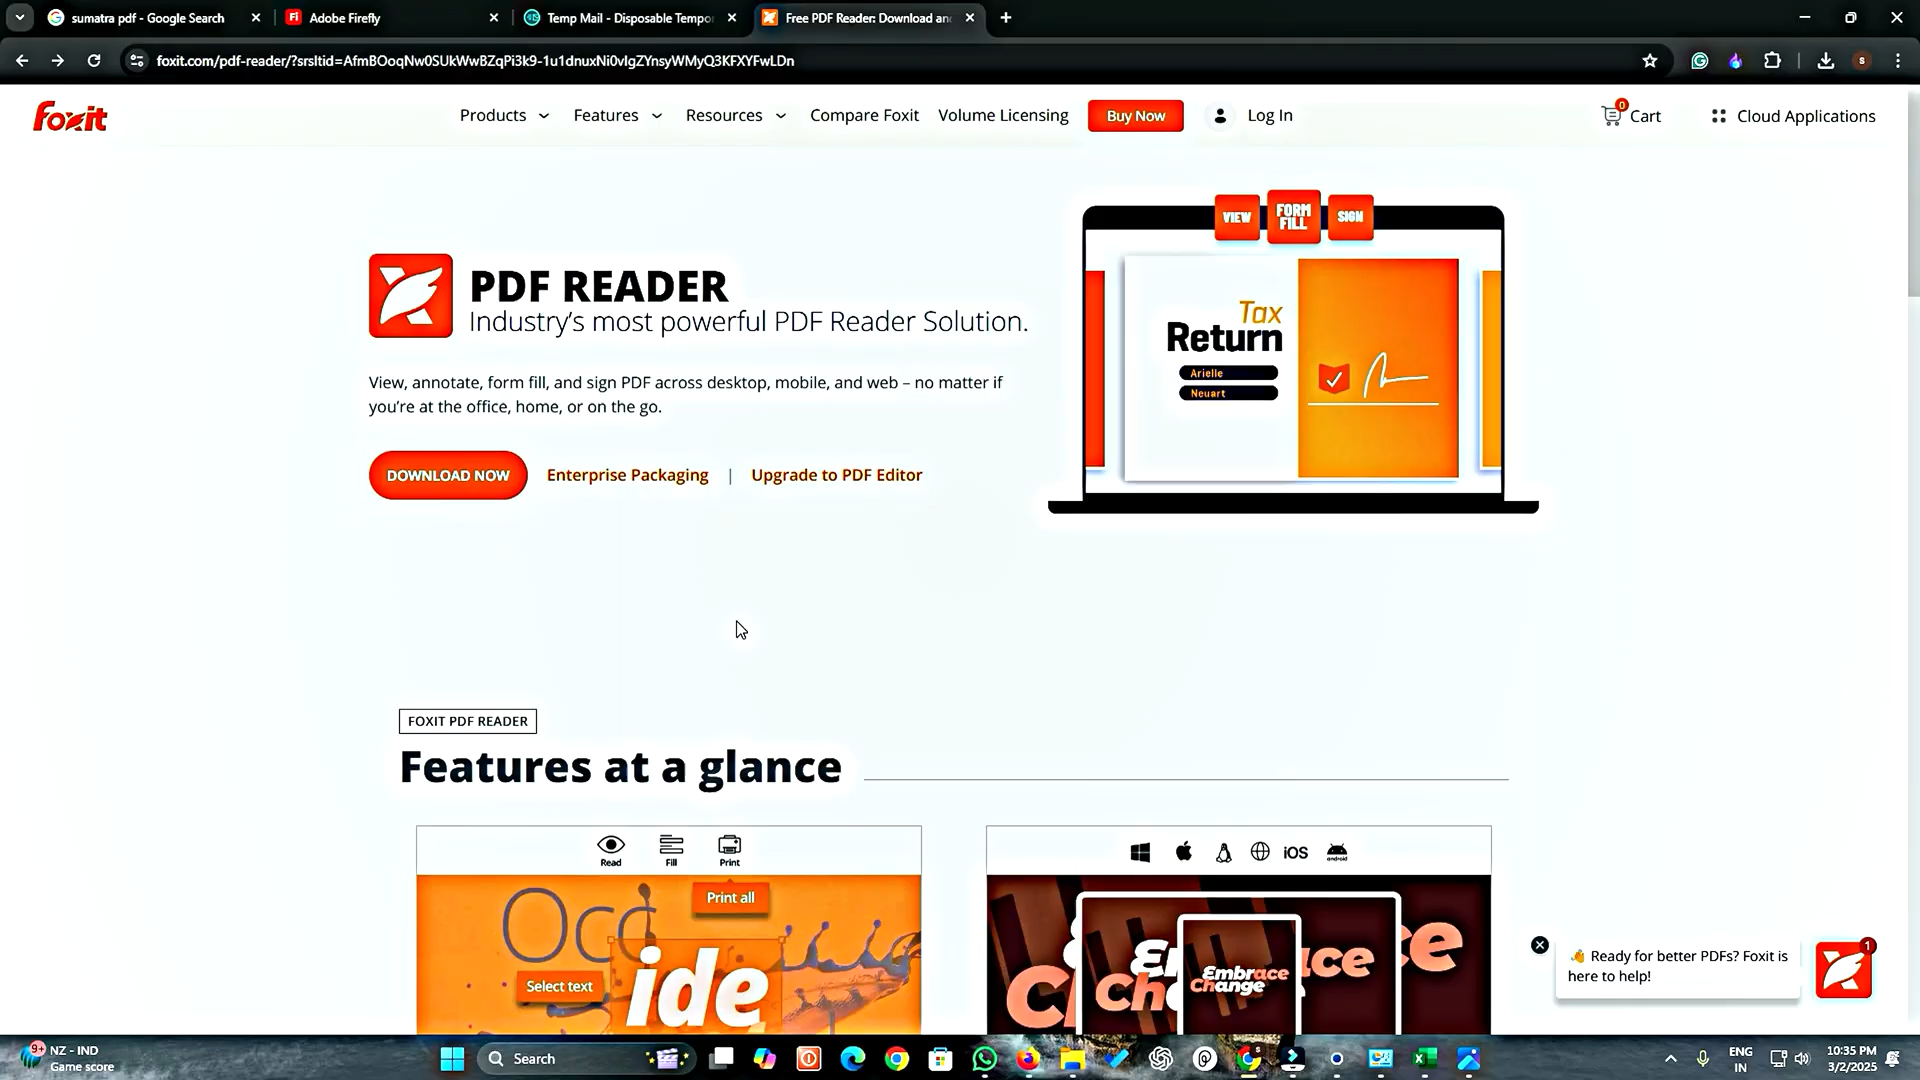 sumatra pdf - Google Search
Adobe Firefly
Temp Mail - Disposable Tempo
Free PDF Reader: Download an
foxit.com/pdf-reader/?srsltid=AfmBOoqNw0SUkWwBZqPi3k9-1u1dnuxNi0vIgZYnsyWMyQ3KFXYFwLDn
foxit
Products
Features
Resources
Compare Foxit
Volume Licensing
Buy Now
Log In
0
Cart
Cloud Applications
VIEW
FORM
FILL
SIGN
PDF READER
Industry's most powerful PDF Reader Solution.
Tax
Return
Arielle
Neuart
View, annotate, form fill, and sign PDF across desktop, mobile, and web – no matter if
you're at the office, home, or on the go.
DOWNLOAD NOW
Enterprise Packaging | Upgrade to PDF Editor
FOXIT PDF READER
Features at a glance
Read
Fill
Print
iOS
android
Print all
Occ
ide
Select text
Embrace
Change
👋 Ready for better PDFs? Foxit is
here to help!
1
9+
NZ - IND
Game score
Search
ENG
IN
10:35 PM
3/2/2025